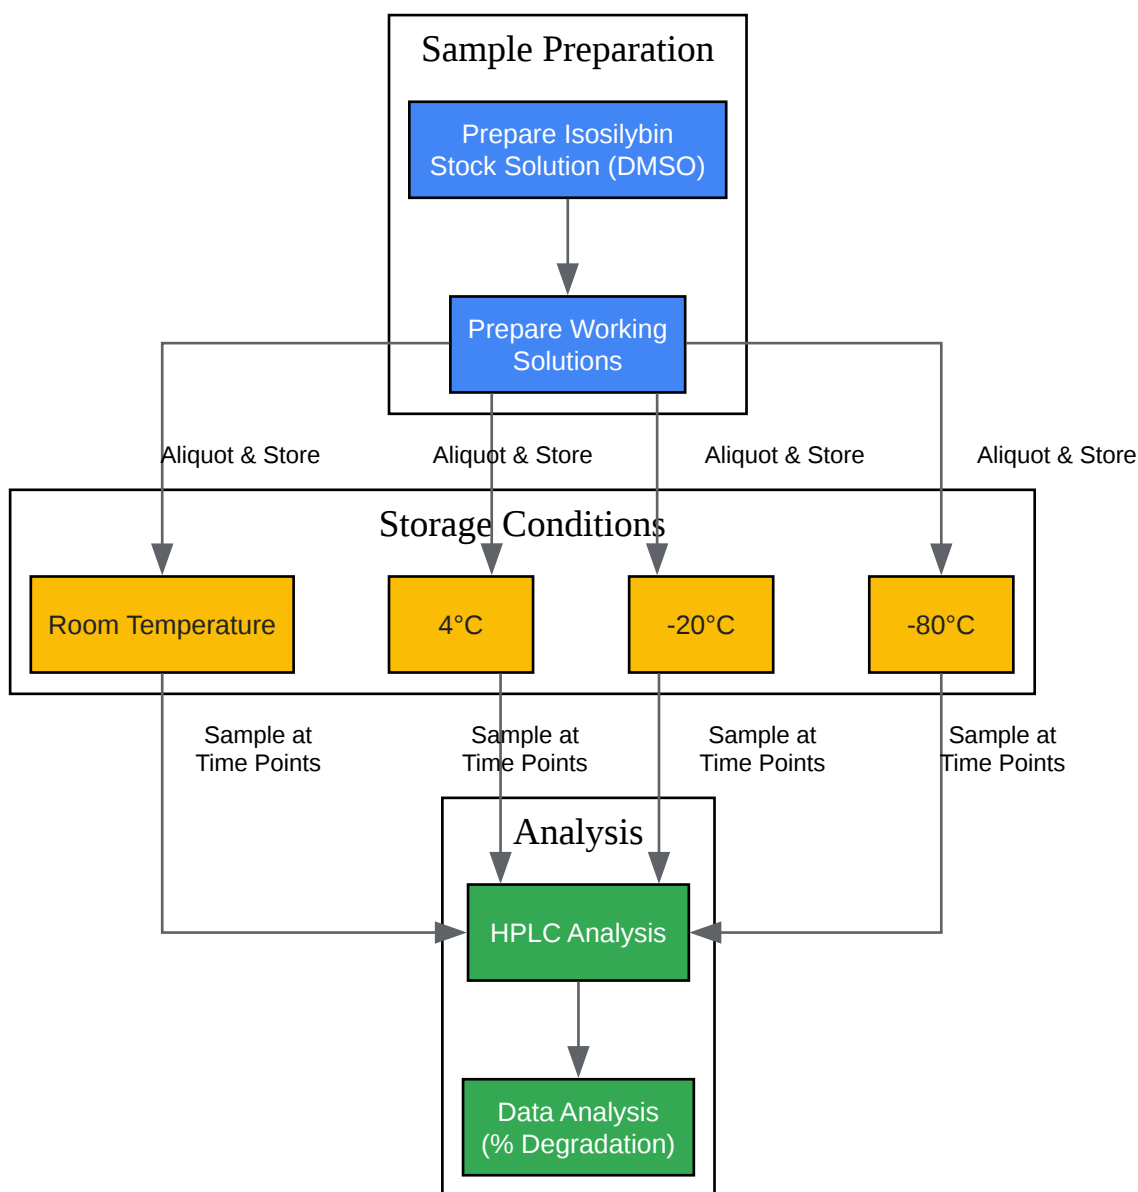 Sample Preparation
Prepare Isosilybin
Stock Solution (DMSO)
Prepare Working
Solutions
Aliquot & Store
Aliquot & Store
Aliquot & Store
Aliquot & Store
Storage Conditions
Room Temperature
4°C
-20°C
-80°C
Sample at
Time Points
Sample at
Time Points
Sample at
Time Points
Sample at
Time Points
Analysis
HPLC Analysis
Data Analysis
(% Degradation)